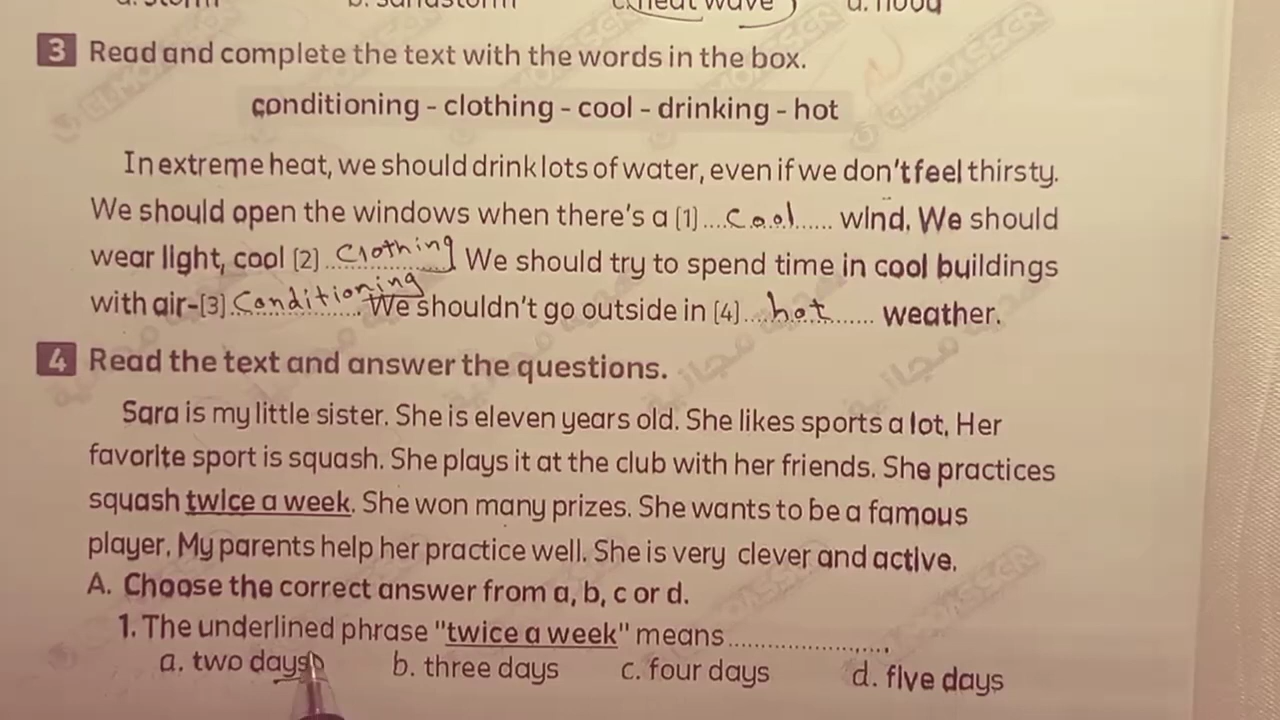 b. sandstorm c. heat wave d. flood
3 Read and complete the text with the words in the box.
conditioning - clothing - cool - drinking - hot
In extreme heat, we should drink lots of water, even if we don't feel thirsty.
We should open the windows when there's a (1) ....cool...... wind. We should
wear light, cool (2) ..Clothing.. We should try to spend time in cool buildings
with air-(3) .Conditioning. We shouldn't go outside in (4) ....hot...... weather.
4 Read the text and answer the questions.
Sara is my little sister. She is eleven years old. She likes sports a lot. Her
favorite sport is squash. She plays it at the club with her friends. She practices
squash twice a week. She won many prizes. She wants to be a famous
player. My parents help her practice well. She is very clever and active.
A. Choose the correct answer from a, b, c or d.
1. The underlined phrase "twice a week" means ........................
a. two days b. three days c. four days d. five days